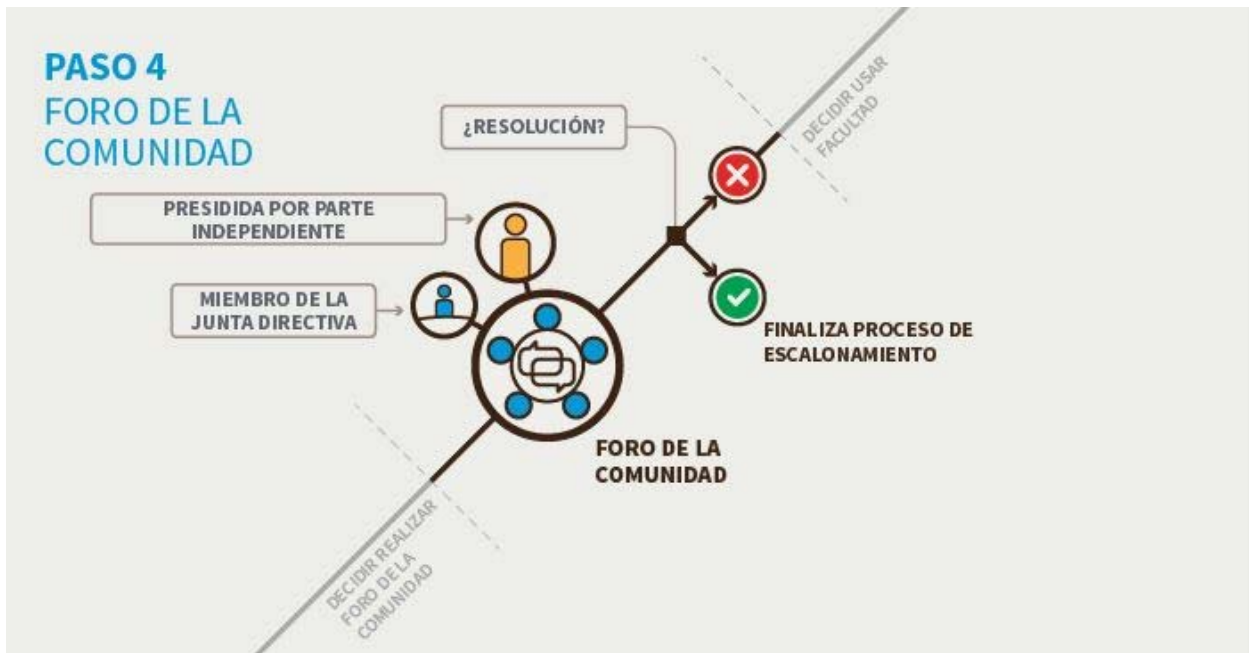 PASO 4
FORO DE LA
COMUNIDAD
¿RESOLUCIÓN?
DECIDIR USAR
FACULTAD
PRESIDIDA POR PARTE
INDEPENDIENTE
MIEMBRO DE LA
JUNTA DIRECTIVA
FINALIZA PROCESO DE
ESCALONAMIENTO
FORO DE LA
COMUNIDAD
DECIDIR REALIZAR
FORO DE LA
COMUNIDAD